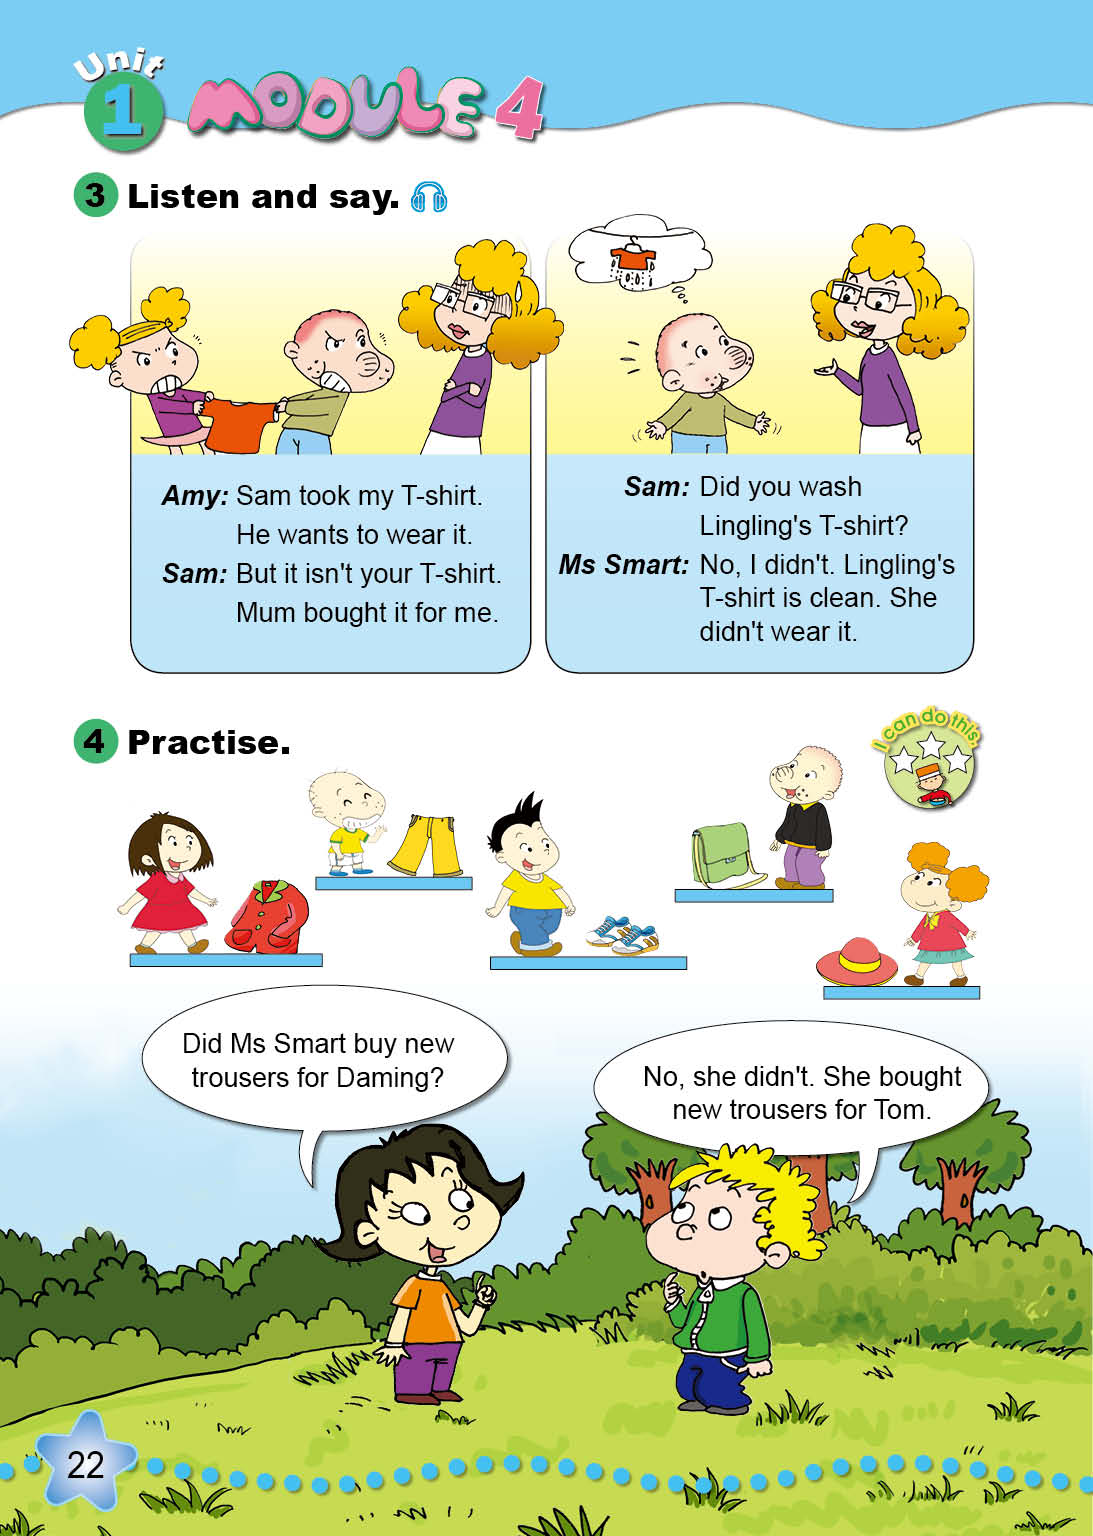 Unit
1 MODULE 4
3 Listen and say.
Amy: Sam took my T-shirt.
He wants to wear it.
Sam: But it isn't your T-shirt.
Mum bought it for me.
Sam: Did you wash
Lingling's T-shirt?
Ms Smart: No, I didn't. Lingling's
T-shirt is clean. She
didn't wear it.
4 Practise.
I can do this.
Did Ms Smart buy new
trousers for Daming?
No, she didn't. She bought
new trousers for Tom.
22